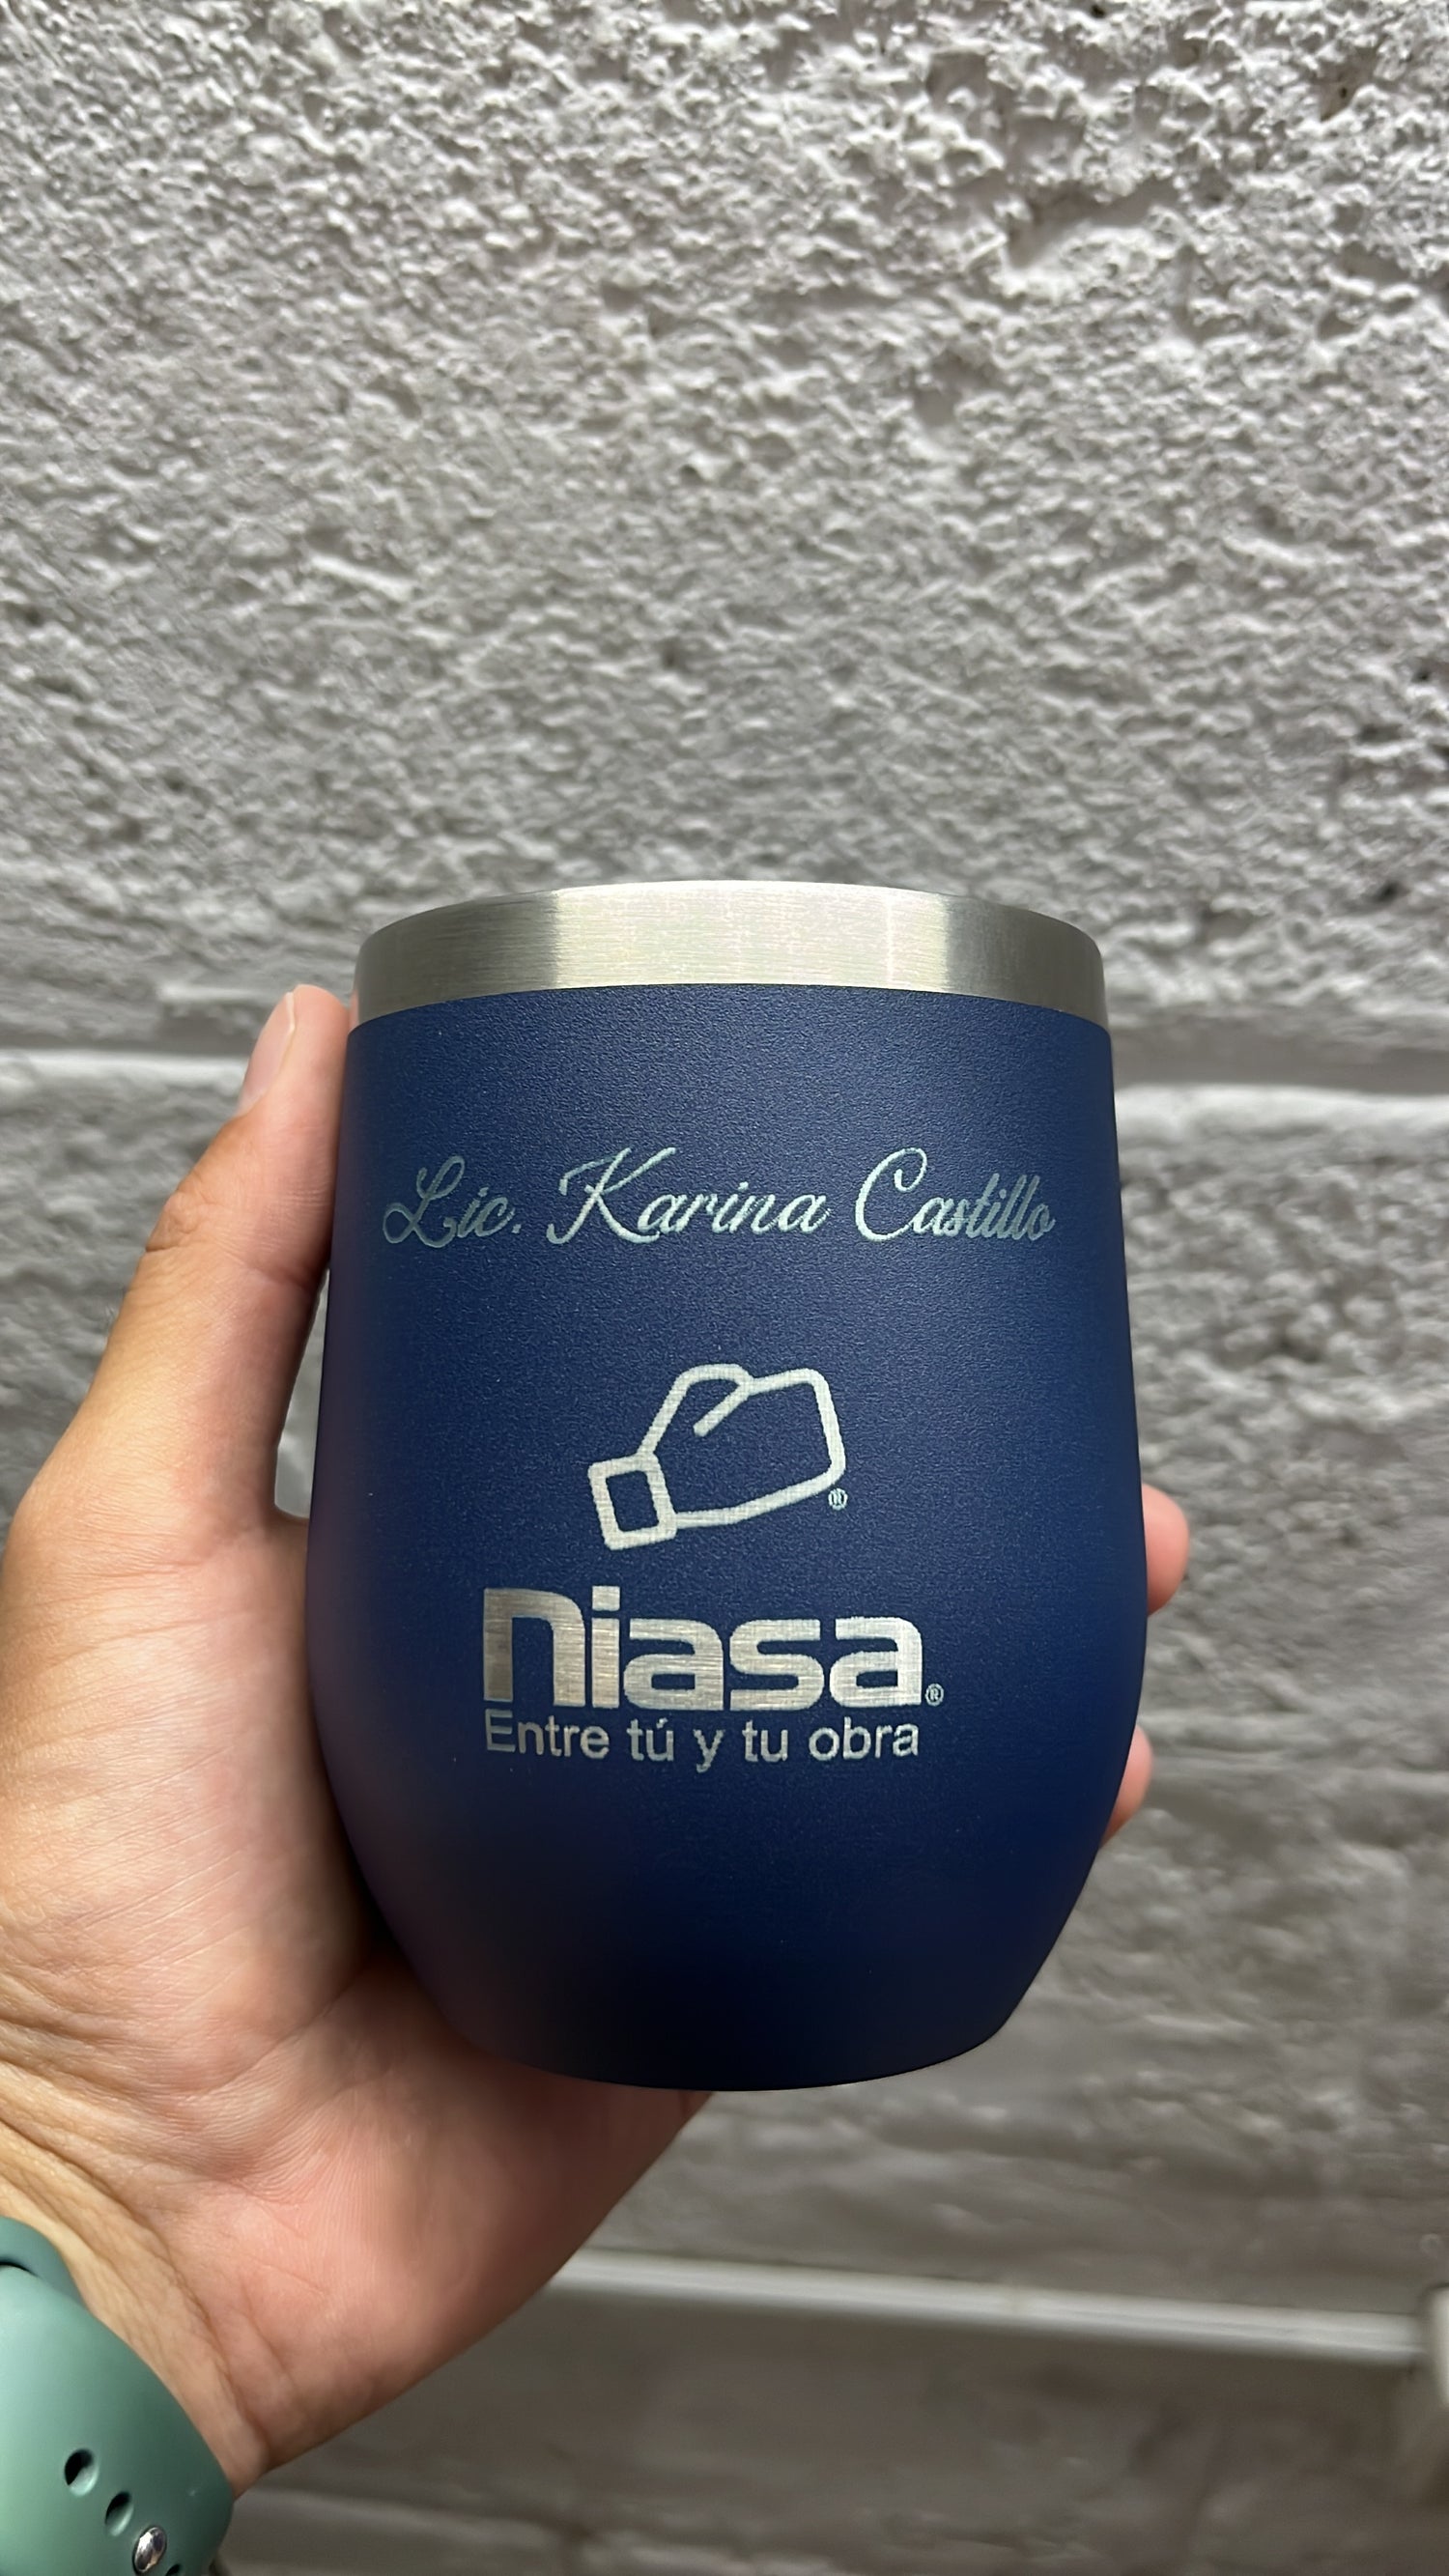 Lic. Karina Castillo
®
niasa®
Entre tú y tu obra